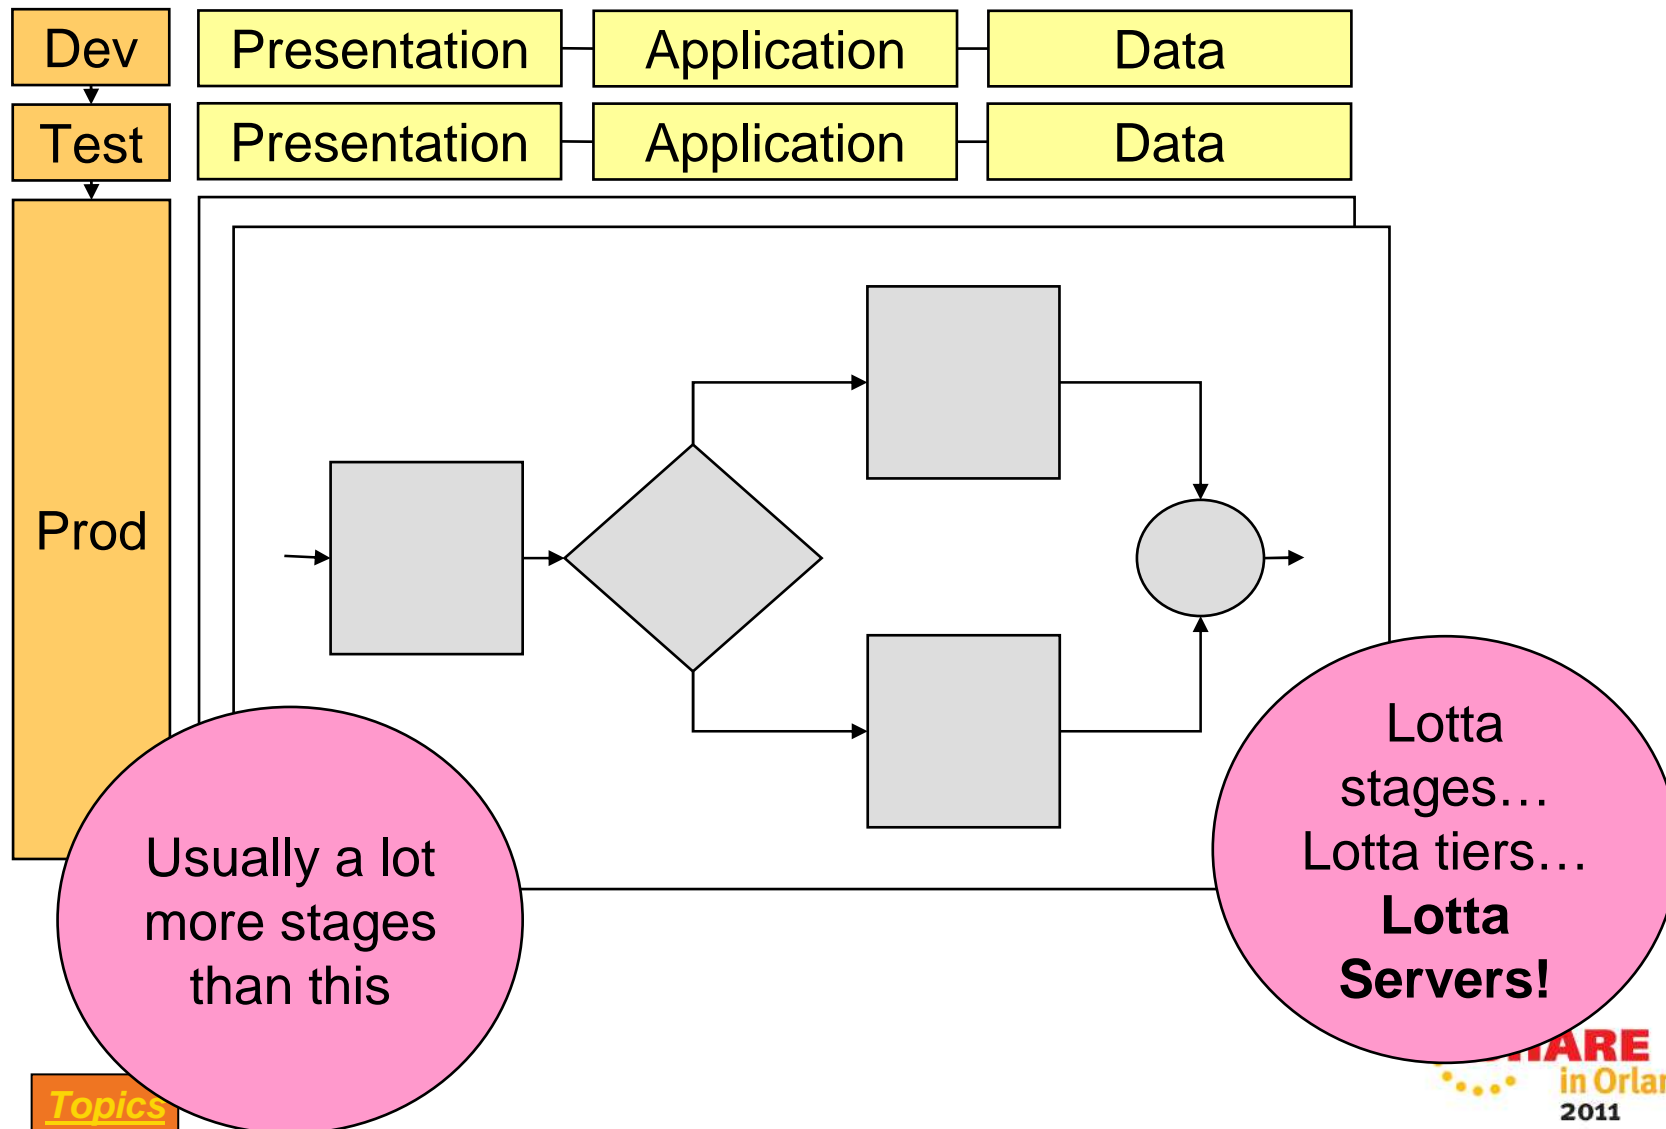 Dev
Presentation
Application
Data
Test
Presentation
Application
Data
Prod
Lotta
stages…
Lotta tiers…
Lotta
Servers!
Usually a lot
more stages
than this
Topics
in
2011